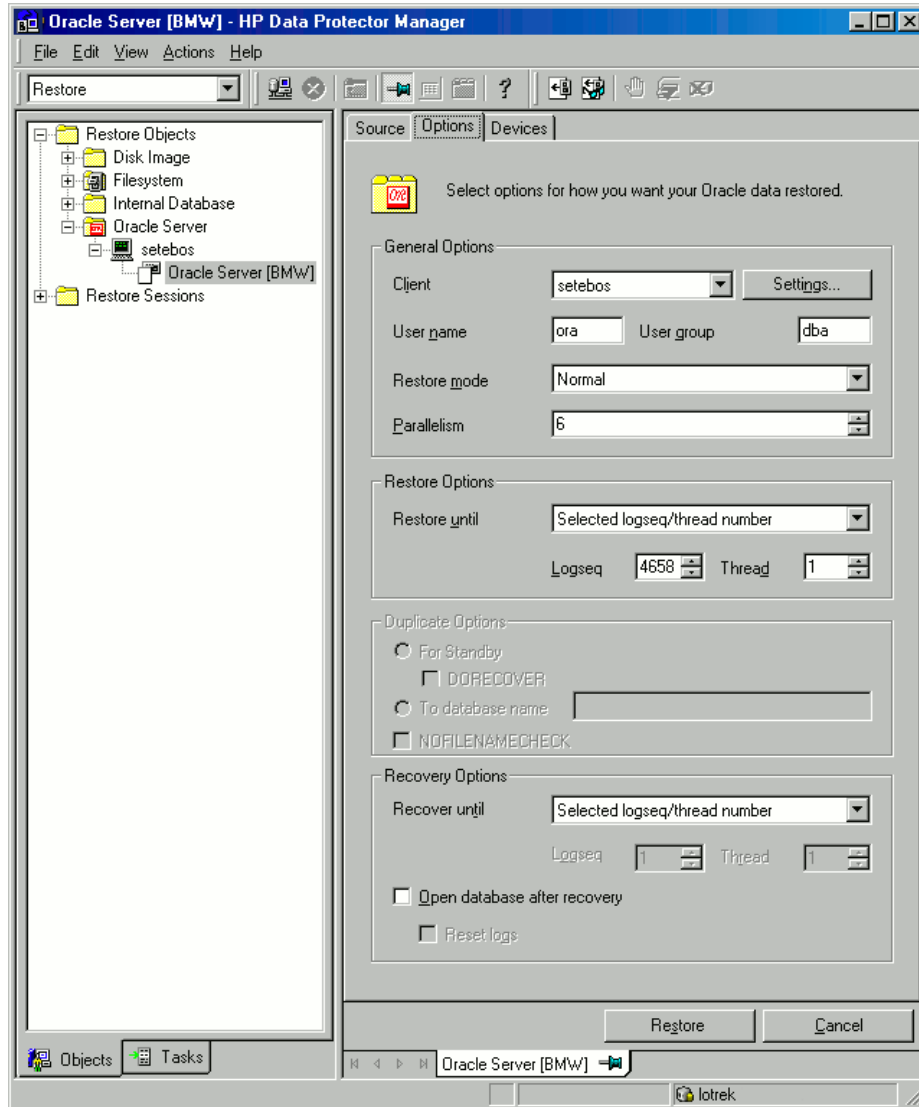 Oracle Server [BMW] - HP Data Protector Manager
File Edit View Actions Help
Restore
Restore Objects
Disk Image
Filesystem
Internal Database
Oracle Server
setebos
Oracle Server [BMW]
Restore Sessions
Objects
Tasks
Source
Options
Devices
Select options for how you want your Oracle data restored.
General Options
Client setebos Settings...
User name ora User group dba
Restore mode Normal
Parallelism 6
Restore Options
Restore until Selected logseq/thread number
Logseq 4658 Thread 1
Duplicate Options
For Standby
DORECOVER
To database name
NOFILENAMECHECK
Recovery Options
Recover until Selected logseq/thread number
Logseq 1 Thread 1
Open database after recovery
Reset logs
Restore Cancel
Oracle Server [BMW]
lotrek